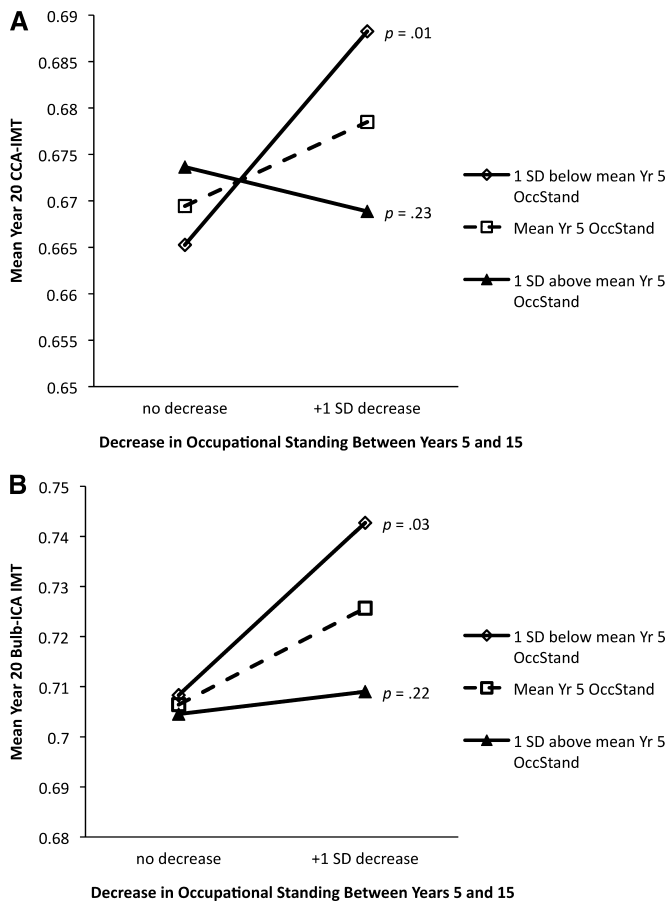 A
0.69
0.685
0.68
0.675
0.67
0.665
0.66
0.655
0.65
Mean Year 20 CCA-IMT
p = .01
p = .23
1 SD below mean Yr 5
OccStand
Mean Yr 5 OccStand
1 SD above mean Yr 5
OccStand
no decrease
+1 SD decrease
Decrease in Occupational Standing Between Years 5 and 15
B
0.75
0.74
0.73
0.72
0.71
0.7
0.69
0.68
Mean Year 20 Bulb-ICA IMT
p = .03
p = .22
1 SD below mean Yr 5
OccStand
Mean Yr 5 OccStand
1 SD above mean Yr 5
OccStand
no decrease
+1 SD decrease
Decrease in Occupational Standing Between Years 5 and 15